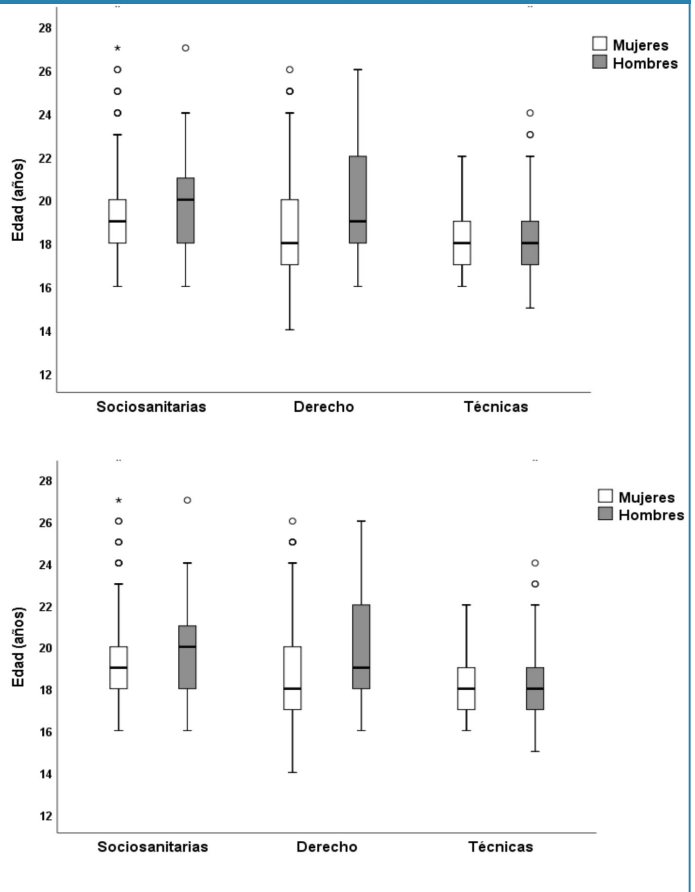 28
Mujeres
Hombres
26
24
22
20
18
16
14
12
Edad (años)
Sociosanitarias Derecho Técnicas
28
Mujeres
Hombres
26
24
22
20
18
16
14
12
Edad (años)
Sociosanitarias Derecho Técnicas